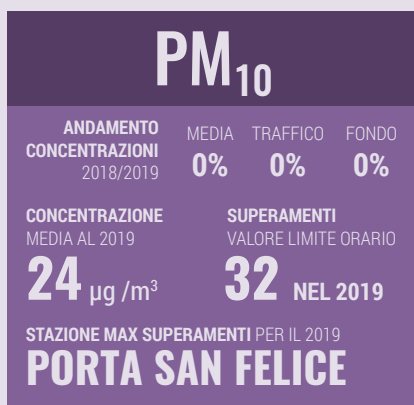 PM10
ANDAMENTO CONCENTRAZIONI 2018/2019
MEDIA 0%
TRAFFICO 0%
FONDO 0%
CONCENTRAZIONE
MEDIA AL 2019
24 µg /m³
SUPERAMENTI
VALORE LIMITE ORARIO
32 NEL 2019
STAZIONE MAX SUPERAMENTI PER IL 2019
PORTA SAN FELICE